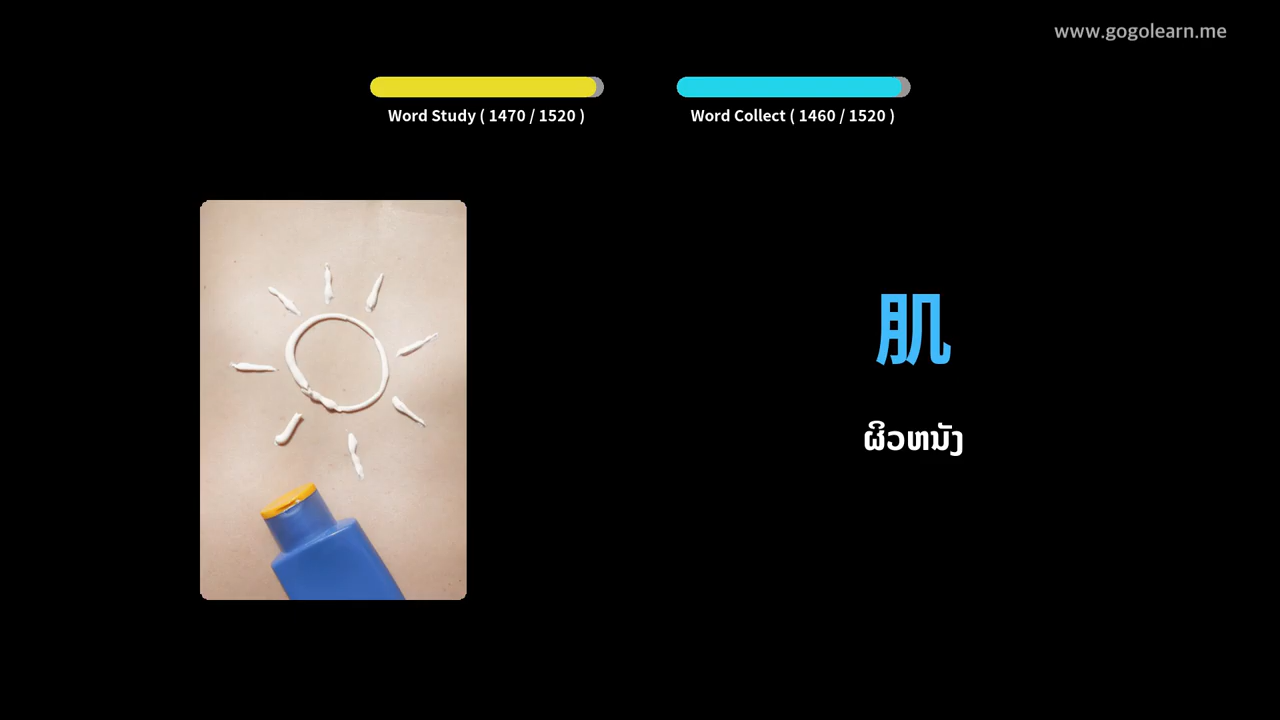 www.gogolearn.me
Word Study ( 1470 / 1520 )
Word Collect ( 1460 / 1520 )
肌
ຜິວຫນັງ